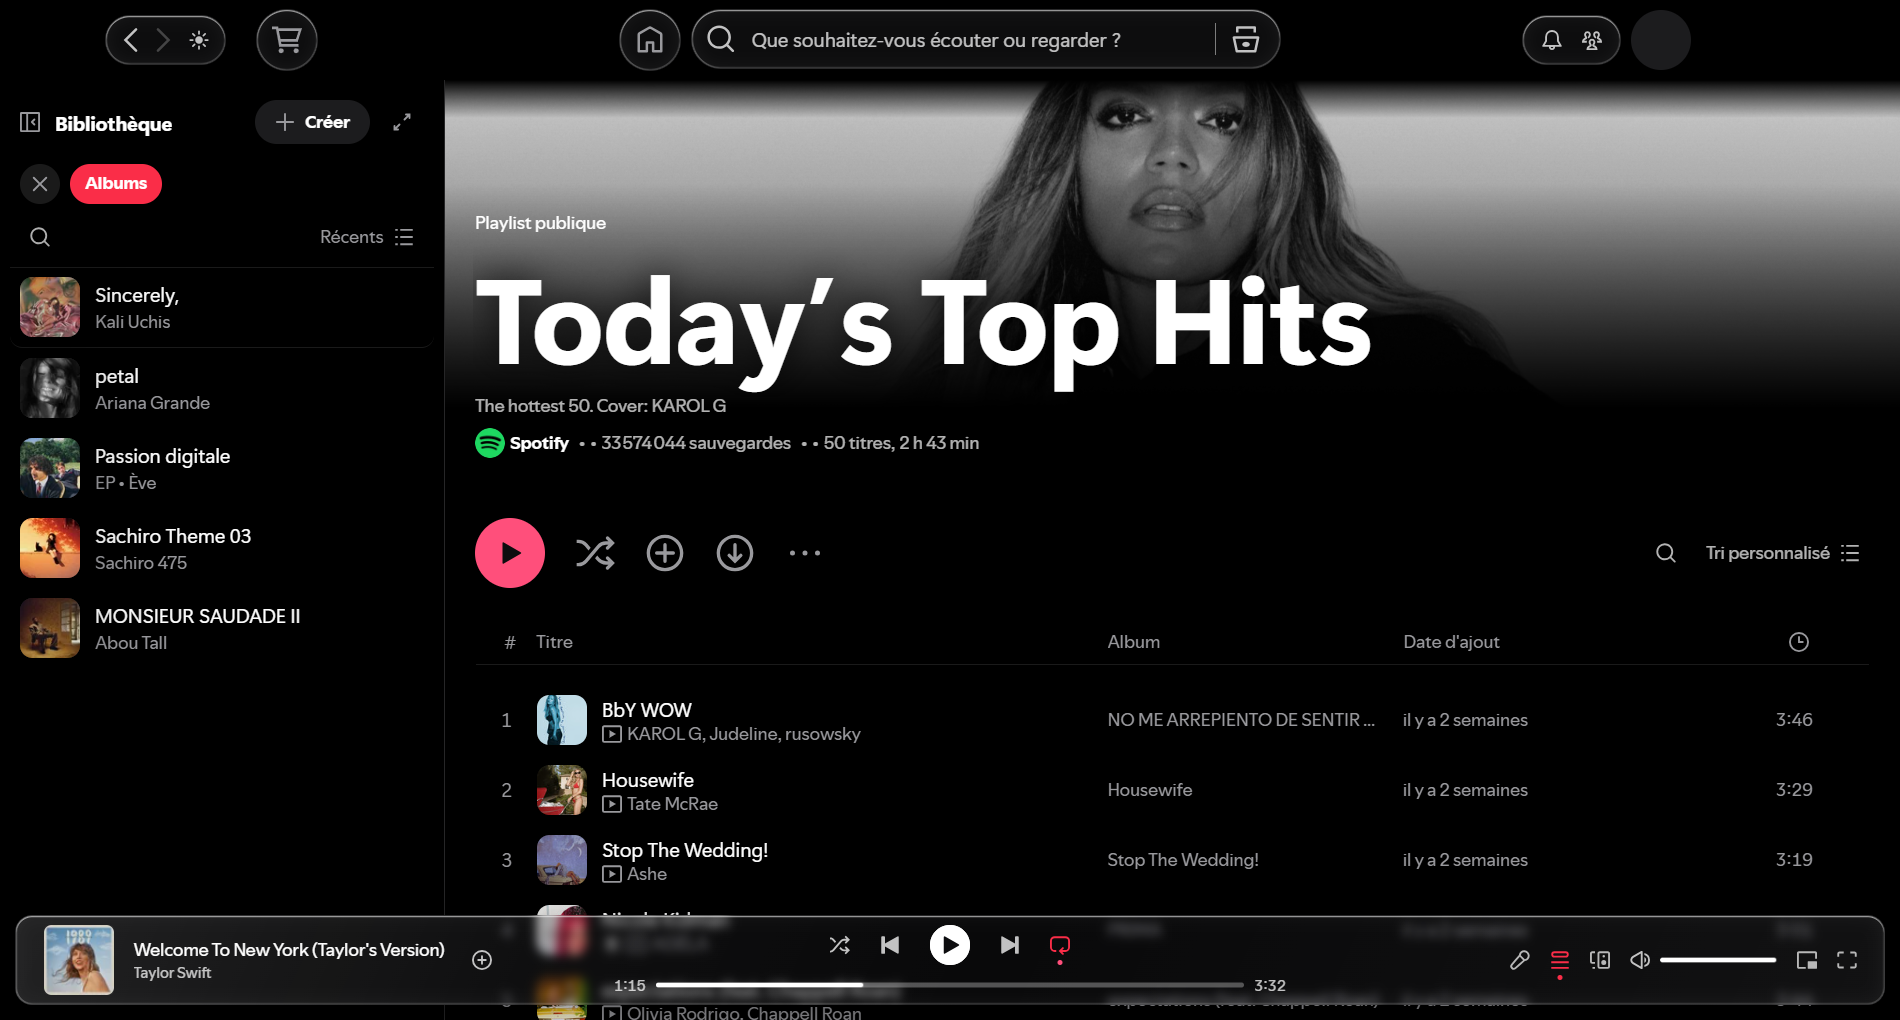 Que souhaitez-vous écouter ou regarder ?
Bibliothèque
Créer
Albums
Récents
Sincerely,
Kali Uchis
petal
Ariana Grande
Passion digitale
EP • Ève
Sachiro Theme 03
Sachiro 475
MONSIEUR SAUDADE II
Abou Tall
Playlist publique
Today’s Top Hits
The hottest 50. Cover: KAROL G
Spotify • • 33 574 044 sauvegardes • • 50 titres, 2 h 43 min
Tri personnalisé
# Titre Album Date d'ajout
1 BbY WOW NO ME ARREPIENTO DE SENTIR ... il y a 2 semaines 3:46
KAROL G, Judeline, rusowsky
2 Housewife Housewife il y a 2 semaines 3:29
Tate McRae
3 Stop The Wedding! Stop The Wedding! il y a 2 semaines 3:19
Ashe
Welcome To New York (Taylor's Version)
Taylor Swift
1:15 3:32
Olivia Rodrigo, Chappell Roan